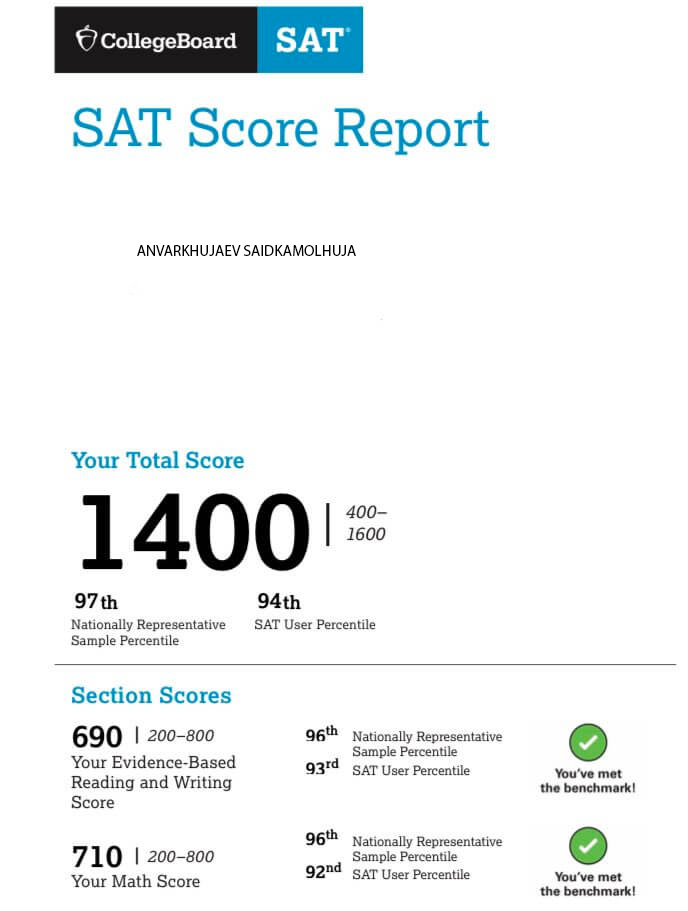 CollegeBoard SAT®
SAT Score Report
ANVARKHUJAEV SAIDKAMOLHUJA
Your Total Score
1400 | 400–
1600
97th 94th
Nationally Representative SAT User Percentile
Sample Percentile
Section Scores
690 | 200–800
Your Evidence-Based
Reading and Writing
Score
96th Nationally Representative
Sample Percentile
93rd SAT User Percentile
You've met
the benchmark!
710 | 200–800
Your Math Score
96th Nationally Representative
Sample Percentile
92nd SAT User Percentile
You've met
the benchmark!